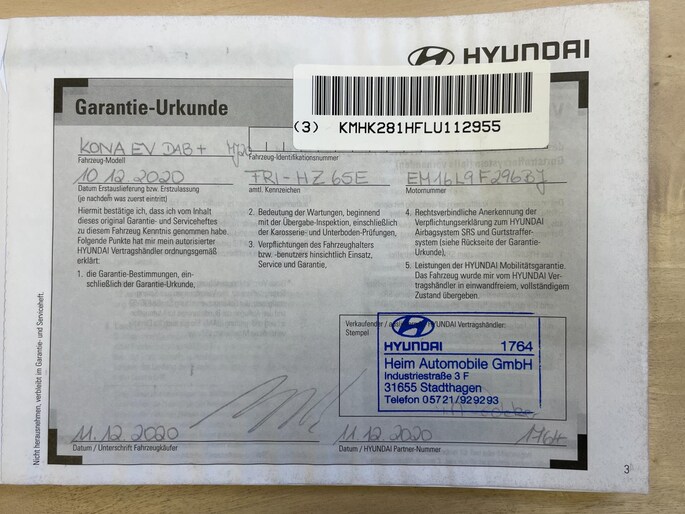 HYUNDAI
Garantie-Urkunde
(3) KMHK281HFLU112955
KONA EV DAB+ MJ20
Fahrzeug-Modell
Fahrzeug-Identifikationsnummer
10.12.2020
FRI-HZ 65E
EM16L9F296BJ
Datum Erstauslieferung bzw. Erstzulassung
(je nachdem was zuerst eintritt)
amtl. Kennzeichen
Motornummer
Hiermit bestätige ich, dass ich vom Inhalt
dieses original Garantie- und Serviceheftes
zu diesem Fahrzeug Kenntnis genommen habe.
Folgende Punkte hat mir mein autorisierter
HYUNDAI Vertragshändler ordnungsgemäß
erklärt:
1. die Garantie-Bestimmungen, ein-
schließlich der Garantie-Urkunde,
2. Bedeutung der Wartungen, beginnend
mit der Übergabe-Inspektion, einschließlich
der Karosserie- und Unterboden-Prüfungen,
3. Verpflichtungen des Fahrzeughalters
bzw. -benutzers hinsichtlich Einsatz,
Service und Garantie,
4. Rechtsverbindliche Anerkennung der
Verpflichtungserklärung zum HYUNDAI
Airbagsystem SRS und Gurtstraffer-
system (siehe Rückseite der Garantie-
Urkunde),
5. Leistungen der HYUNDAI Mobilitätsgarantie.
Das Fahrzeug wurde mir vom HYUNDAI Ver-
tragshändler in einwandfreiem, vollständigem
Zustand übergeben.
Verkaufender / HYUNDAI Vertragshändler:
Stempel
HYUNDAI 1764
Heim Automobile GmbH
Industriestraße 3 F
31655 Stadthagen
Telefon 05721/929293
11.12.2020
Datum / Unterschrift Fahrzeugkäufer
11.12.2020 1764
Datum / HYUNDAI Partner-Nummer
Nicht herausnehmen, verbleibt im Garantie- und Serviceheft.
3